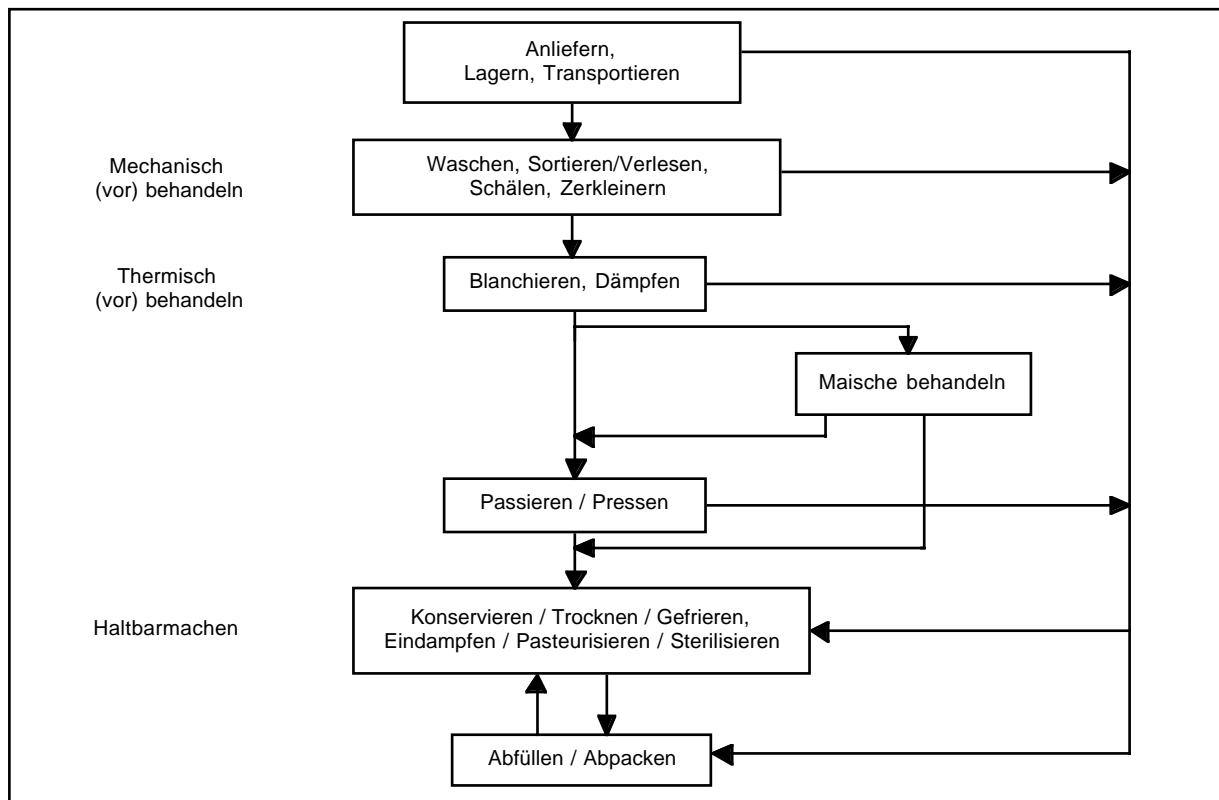 Anliefern,
Lagern, Transportieren
Mechanisch
(vor) behandeln
Waschen, Sortieren/Verlesen,
Schälen, Zerkleinern
Thermisch
(vor) behandeln
Blanchieren, Dämpfen
Maische behandeln
Passieren / Pressen
Haltbarmachen
Konservieren / Trocknen / Gefrieren,
Eindampfen / Pasteurisieren / Sterilisieren
Abfüllen / Abpacken